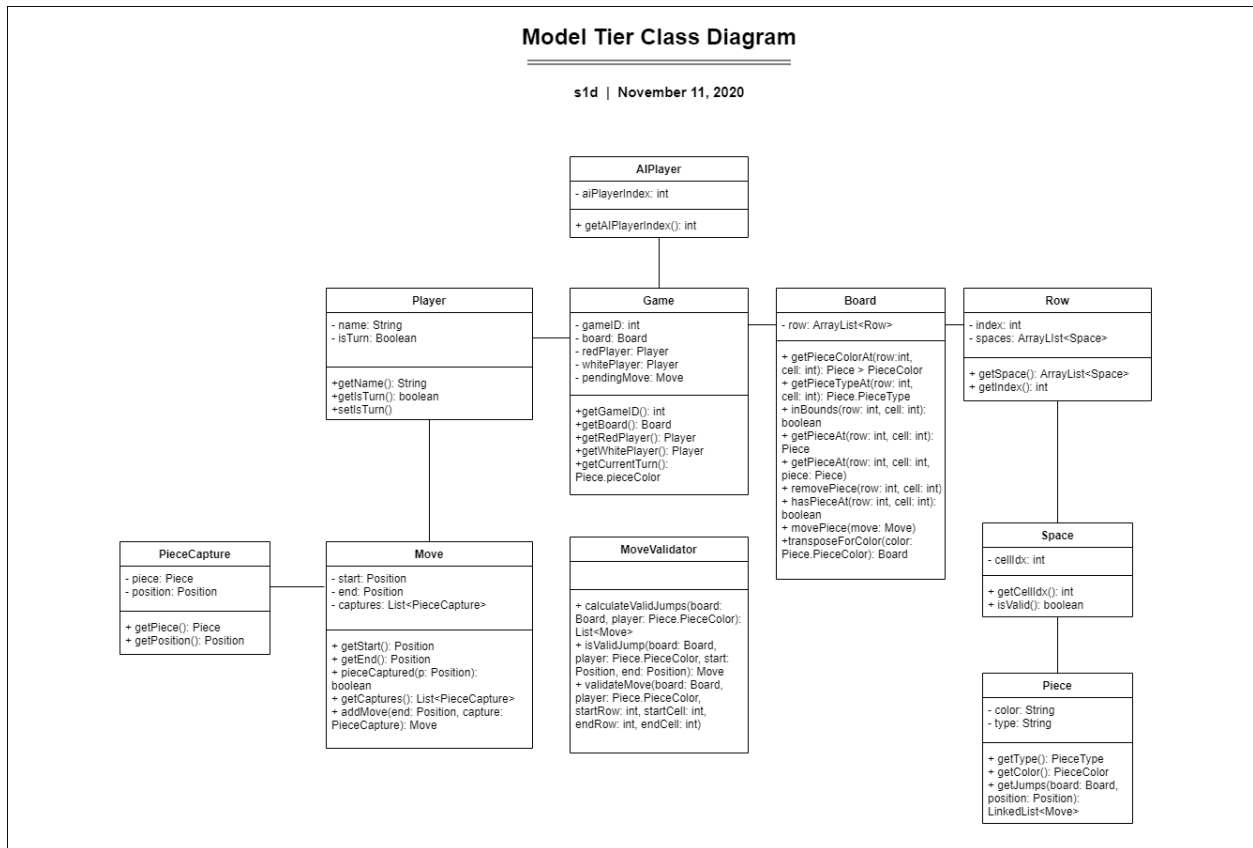 Model Tier Class Diagram
s1d | November 11, 2020
AIPlayer
- aiPlayerIndex: int
+ getAIPlayerIndex(): int
Player
- name: String
- isTurn: Boolean
+getName(): String
+getIsTurn(): boolean
+setIsTurn()
Game
- gameID: int
- board: Board
- redPlayer: Player
- whitePlayer: Player
- pendingMove: Move
+getGameID(): int
+getBoard(): Board
+getRedPlayer(): Player
+getWhitePlayer(): Player
+getCurrentTurn():
Piece.pieceColor
Board
- row: ArrayList<Row>
+ getPieceColorAt(row:int,
cell: int): Piece > PieceColor
+ getPieceTypeAt(row: int,
cell: int): Piece.PieceType
+ inBounds(row: int, cell: int):
boolean
+ getPieceAt(row: int, cell: int):
Piece
+ getPieceAt(row: int, cell: int,
piece: Piece)
+ removePiece(row: int, cell: int)
+ hasPieceAt(row: int, cell: int):
boolean
+ movePiece(move: Move)
+transposeForColor(color:
Piece.PieceColor): Board
Row
- index: int
- spaces: ArrayList<Space>
+ getSpace(): ArrayList<Space>
+ getIndex(): int
PieceCapture
- piece: Piece
- position: Position
+ getPiece(): Piece
+ getPosition(): Position
Move
- start: Position
- end: Position
- captures: List<PieceCapture>
+ getStart(): Position
+ getEnd(): Position
+ pieceCaptured(p: Position):
boolean
+ getCaptures(): List<PieceCapture>
+ addMove(end: Position, capture:
PieceCapture): Move
MoveValidator
+ calculateValidJumps(board:
Board, player: Piece.PieceColor):
List<Move>
+ isValidJump(board: Board,
player: Piece.PieceColor, start:
Position, end: Position): Move
+ validateMove(board: Board,
player: Piece.PieceColor,
startRow: int, startCell: int,
endRow: int, endCell: int)
Space
- cellIdx: int
+ getCellIdx(): int
+ isValid(): boolean
Piece
- color: String
- type: String
+ getType(): PieceType
+ getColor(): PieceColor
+ getJumps(board: Board,
position: Position):
LinkedList<Move>